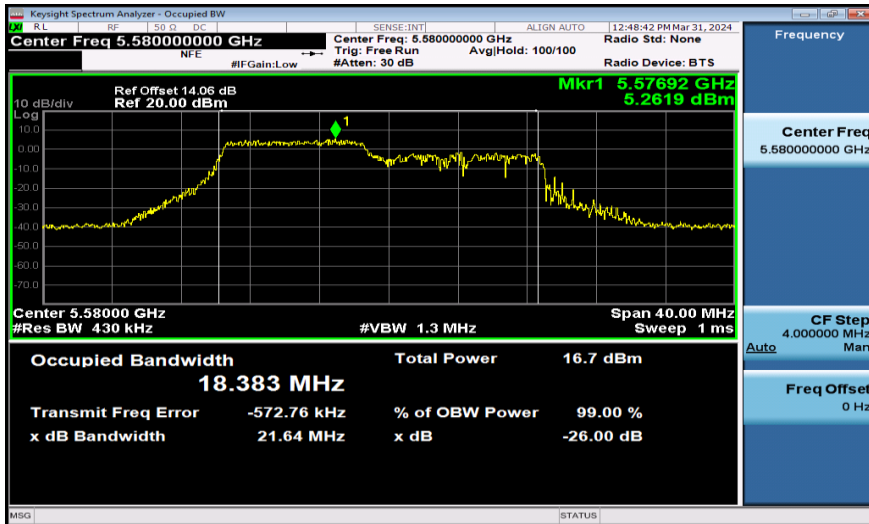 Keysight Spectrum Analyzer - Occupied BW
LXI RL RF 50 Ω DC SENSE:INT ALIGN AUTO 12:48:42 PM Mar 31, 2024
Center Freq 5.580000000 GHz
Center Freq: 5.580000000 GHz
Radio Std: None
NFE
Trig: Free Run Avg|Hold: 100/100
#IFGain:Low
#Atten: 30 dB
Radio Device: BTS
Ref Offset 14.06 dB
Mkr1 5.57692 GHz
10 dB/div Ref 20.00 dBm
5.2619 dBm
Log
10.0
0.00
-10.0
-20.0
-30.0
-40.0
-50.0
-60.0
-70.0
1
Center 5.58000 GHz Span 40.00 MHz
#Res BW 430 kHz #VBW 1.3 MHz Sweep 1 ms
Occupied Bandwidth Total Power 16.7 dBm
18.383 MHz
Transmit Freq Error -572.76 kHz % of OBW Power 99.00 %
x dB Bandwidth 21.64 MHz x dB -26.00 dB
MSG STATUS
Frequency
Center Freq
5.580000000 GHz
CF Step
4.000000 MHz
Auto Man
Freq Offset
0 Hz